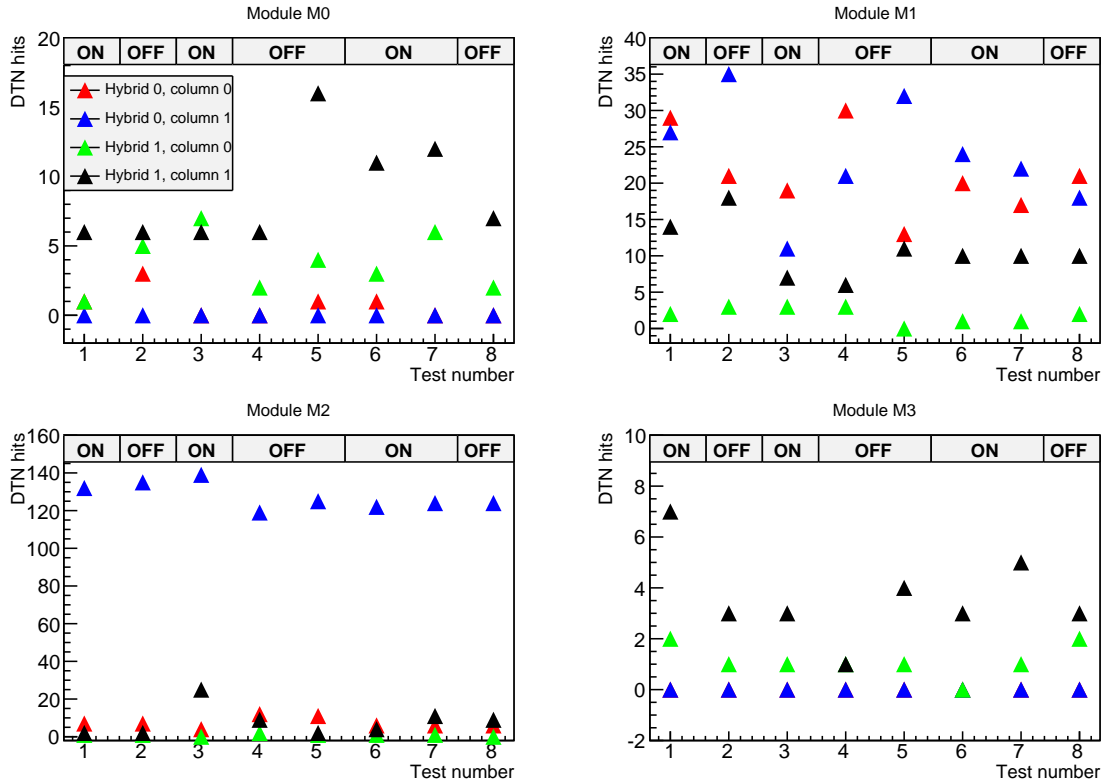 Module M0
DTN hits
20
ON OFF ON OFF ON OFF
Hybrid 0, column 0
15
Hybrid 0, column 1
Hybrid 1, column 0
10
Hybrid 1, column 1
5
0
1 2 3 4 5 6 7 8
Test number
Module M1
DTN hits
40
ON OFF ON OFF ON OFF
35
30
25
20
15
10
5
0
1 2 3 4 5 6 7 8
Test number
Module M2
DTN hits
160
ON OFF ON OFF ON OFF
140
120
100
80
60
40
20
0
1 2 3 4 5 6 7 8
Test number
Module M3
DTN hits
10
ON OFF ON OFF ON OFF
8
6
4
2
0
-2
1 2 3 4 5 6 7 8
Test number